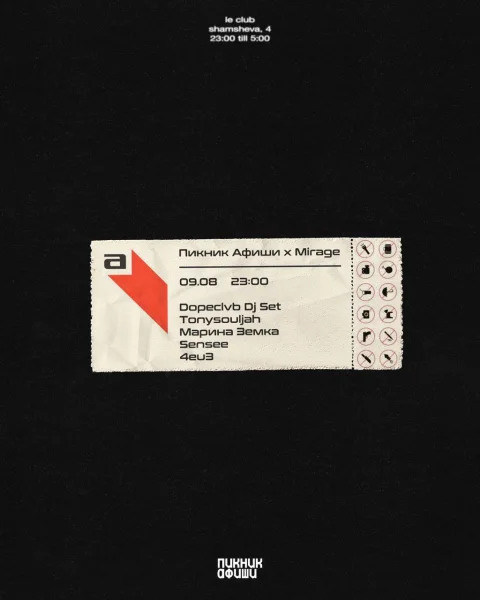 le club
shamsheva, 4
23:00 till 5:00
a
Пикник Афиши x Mirage
09.08 23:00
Dopeclvb Dj Set
Tonysouljah
Марина Земка
Sensee
4еu3
ПИКНИК
АФИШИ